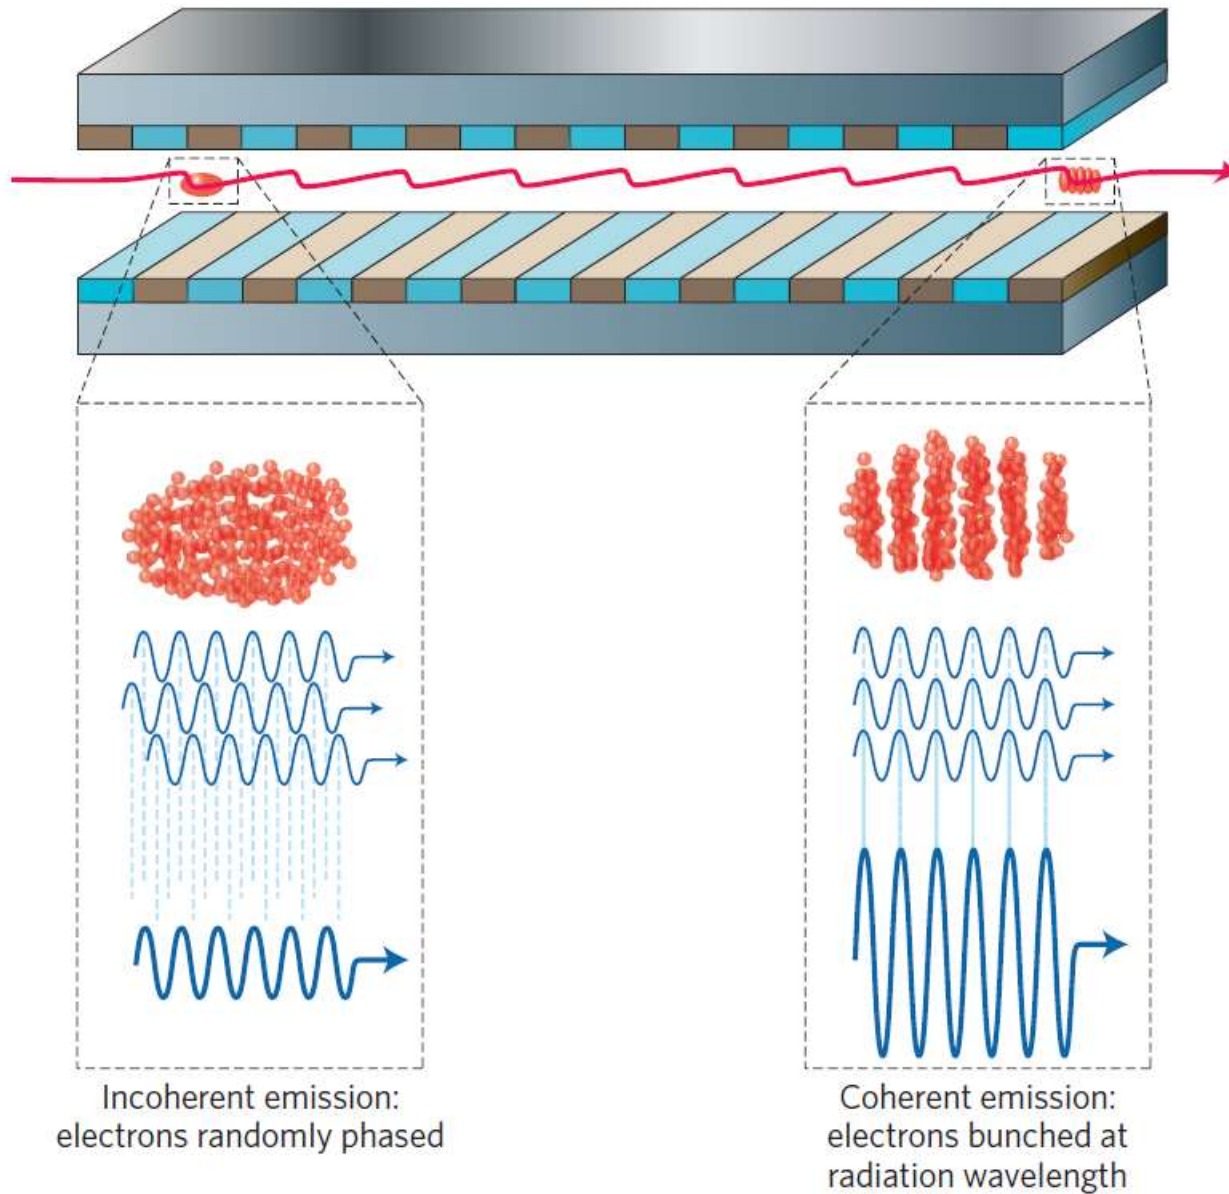 Incoherent emission:
electrons randomly phased
Coherent emission:
electrons bunched at
radiation wavelength